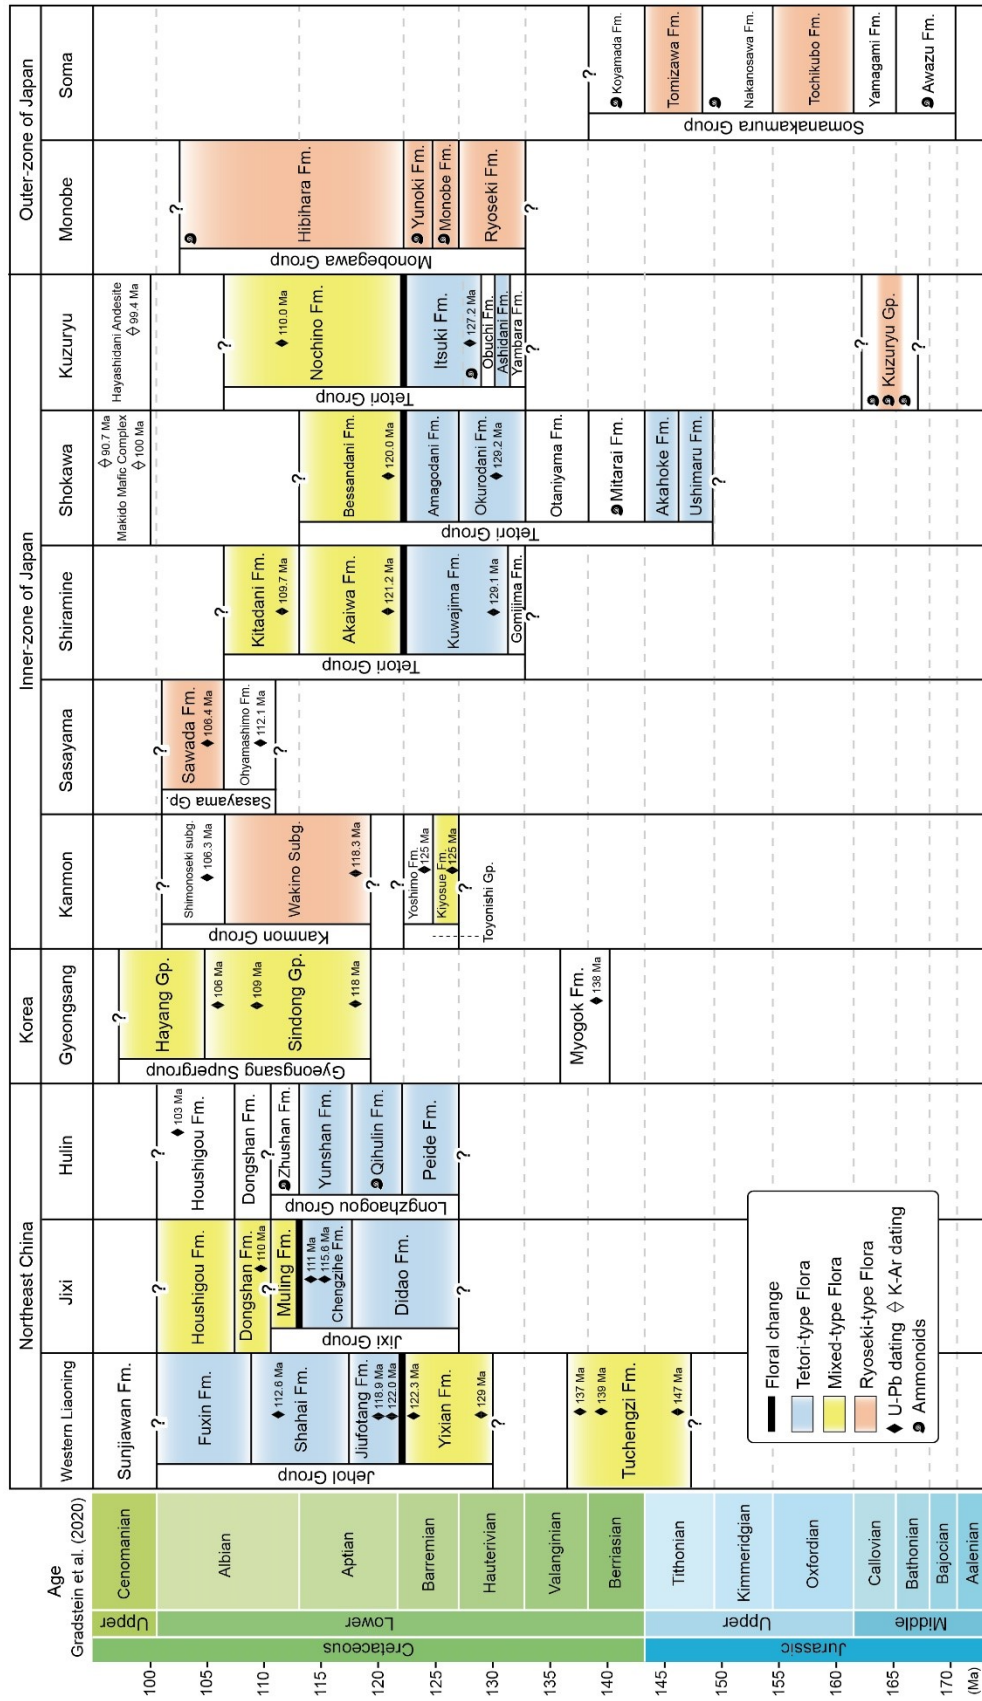 Age
Gradstein et al. (2020)
Northeast China
Korea
Inner-zone of Japan
Outer-zone of Japan
Western Liaoning
Jixi
Hulin
Gyeongsang
Kanmon
Sasayama
Shiramine
Shokawa
Kuzuryu
Monobe
Soma
100
105
110
115
120
125
130
135
140
145
150
155
160
165
170
(Ma)
Cretaceous
Jurassic
Upper
Lower
Upper
Middle
Cenomanian
Albian
Aptian
Barremian
Hauterivian
Valanginian
Berriasian
Tithonian
Kimmeridgian
Oxfordian
Callovian
Bathonian
Bajocian
Aalenian
Sunjiawan Fm.
?
Fuxin Fm.
Shahai Fm.
112.6 Ma
Jiufotang Fm.
118.9 Ma
122.0 Ma
Yixian Fm.
122.3 Ma
129 Ma
Jehol Group
?
Tuchengzi Fm.
137 Ma
139 Ma
147 Ma
?
?
Houshigou Fm.
Dongshan Fm.
110 Ma
?
Muling Fm.
Chengzihe Fm.
111 Ma
115.6 Ma
Didao Fm.
Jixi Group
?
?
Houshigou Fm.
103 Ma
Dongshan Fm.
?
Zhushan Fm.
Yunshan Fm.
Qihulin Fm.
Peide Fm.
Longzhaogou Group
?
?
Hayang Gp.
Sindong Gp.
106 Ma
109 Ma
118 Ma
Gyeongsang Supergroup
Myogok Fm.
138 Ma
?
Shimonoseki subg.
106.3 Ma
Wakino Subg.
118.3 Ma
Kanmon Group
?
?
Yoshimo Fm.
125 Ma
Kiyosue Fm.
125 Ma
?
Toyonishi Gp.
?
Sawada Fm.
106.4 Ma
Ohyamashimo Fm.
112.1 Ma
Sasayama Gp.
?
?
Kitadani Fm.
109.7 Ma
Akaiwa Fm.
121.2 Ma
Kuwajima Fm.
129.1 Ma
Gomijima Fm.
Tetori Group
?
90.7 Ma
Makido Mafic Complex
100 Ma
?
Bessandani Fm.
120.0 Ma
Amagodani Fm.
Okurodani Fm.
129.2 Ma
Otaniyama Fm.
Mitarai Fm.
Akahoke Fm.
Ushimaru Fm.
Tetori Group
?
Hayashidani Andesite
99.4 Ma
?
Nochino Fm.
110.0 Ma
Itsuki Fm.
127.2 Ma
Obuchi Fm.
Ashidani Fm.
Yambara Fm.
Tetori Group
?
?
Kuzuryu Gp.
?
?
Hibihara Fm.
Yunoki Fm.
Monobe Fm.
Ryoseki Fm.
Monobegawa Group
?
?
Koyamada Fm.
Tomizawa Fm.
Nakanosawa Fm.
Tochikubo Fm.
Yamagami Fm.
Awazu Fm.
Somanakamura Group
Floral change
Tetori-type Flora
Mixed-type Flora
Ryoseki-type Flora
U-Pb dating
K-Ar dating
Ammonoids